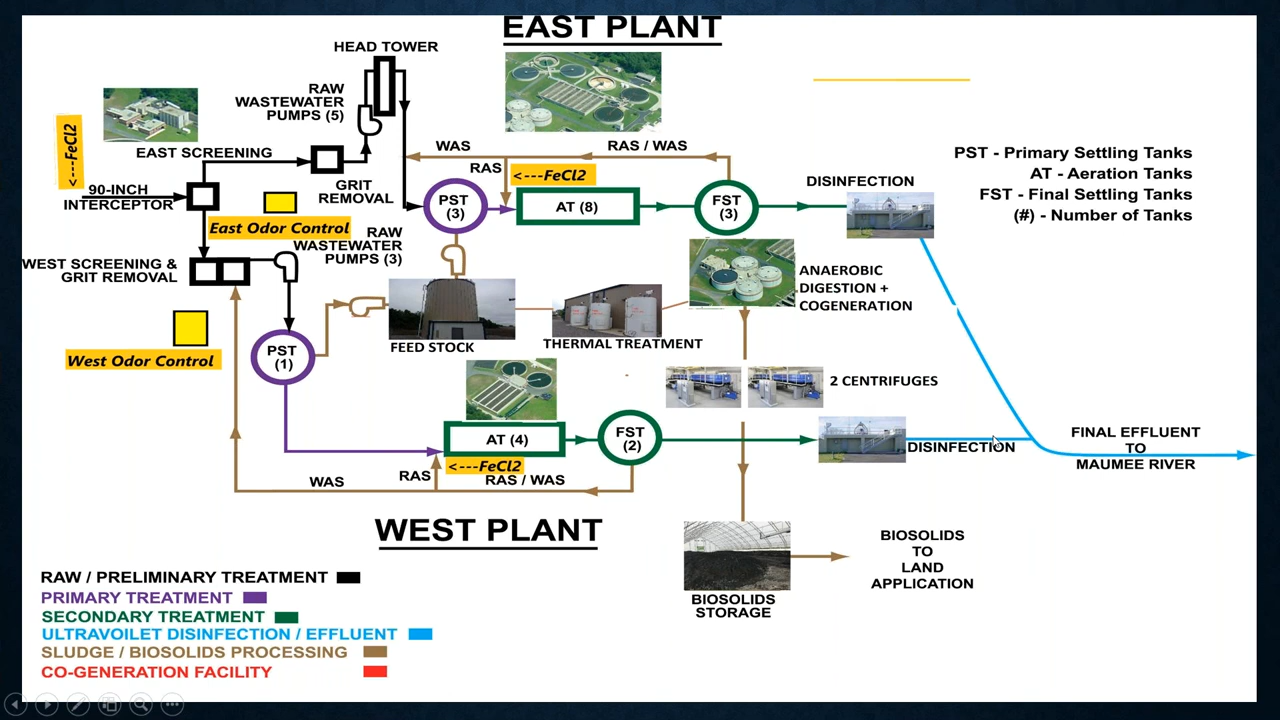 EAST PLANT
HEAD TOWER
RAW
WASTEWATER
PUMPS (5)
<---FeCl2
EAST SCREENING
WAS
RAS / WAS
RAS
<---FeCl2
PST - Primary Settling Tanks
AT - Aeration Tanks
FST - Final Settling Tanks
(#) - Number of Tanks
90-INCH
INTERCEPTOR
GRIT
REMOVAL
PST
(3)
AT (8)
FST
(3)
DISINFECTION
East Odor Control
RAW
WASTEWATER
PUMPS (3)
WEST SCREENING &
GRIT REMOVAL
ANAEROBIC
DIGESTION +
COGENERATION
FEED STOCK
THERMAL TREATMENT
West Odor Control
PST
(1)
2 CENTRIFUGES
AT (4)
FST
(2)
DISINFECTION
FINAL EFFLUENT
TO
MAUMEE RIVER
<---FeCl2
WAS
RAS
RAS / WAS
WEST PLANT
BIOSOLIDS
STORAGE
BIOSOLIDS
TO
LAND
APPLICATION
RAW / PRELIMINARY TREATMENT
PRIMARY TREATMENT
SECONDARY TREATMENT
ULTRAVOILET DISINFECTION / EFFLUENT
SLUDGE / BIOSOLIDS PROCESSING
CO-GENERATION FACILITY